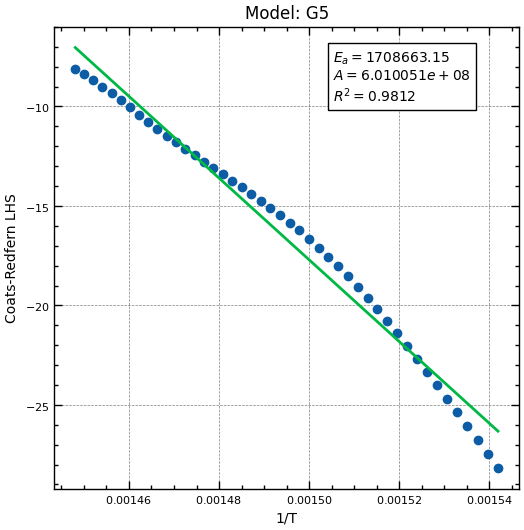 Model: G5
E_a = 1708663.15
A = 6.010051e + 08
R² = 0.9812
Coats-Redfern LHS
−10
−15
−20
−25
0.00146 0.00148 0.00150 0.00152 0.00154
1/T